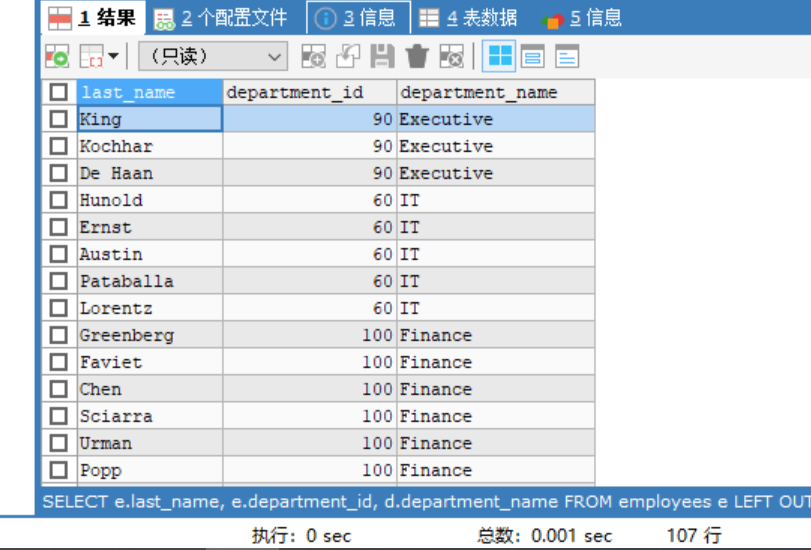 1 结果 2 个配置文件 3 信息 4 表数据 5 信息
（只读）
last_name department_id department_name
King 90 Executive
Kochhar 90 Executive
De Haan 90 Executive
Hunold 60 IT
Ernst 60 IT
Austin 60 IT
Pataballa 60 IT
Lorentz 60 IT
Greenberg 100 Finance
Faviet 100 Finance
Chen 100 Finance
Sciarra 100 Finance
Urman 100 Finance
Popp 100 Finance
SELECT e.last_name, e.department_id, d.department_name FROM employees e LEFT OUT
执行: 0 sec 总数: 0.001 sec 107 行